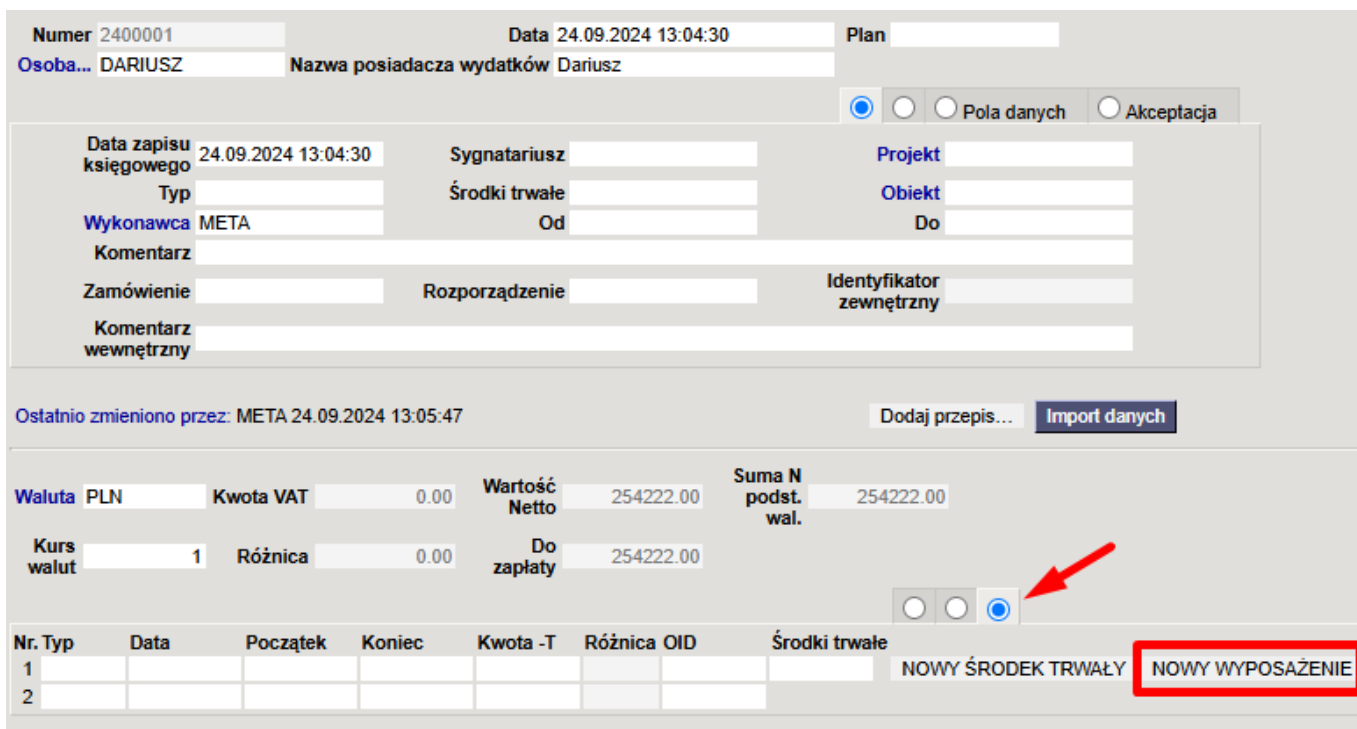 Numer 2400001 Data 24.09.2024 13:04:30 Plan
Osoba... DARIUSZ Nazwa posiadacza wydatków Dariusz
Pola danych Akceptacja
Data zapisu księgowego 24.09.2024 13:04:30 Sygnatariusz Projekt
Typ Środki trwałe Obiekt
Wykonawca META Od Do
Komentarz
Zamówienie Rozporządzenie Identyfikator zewnętrzny
Komentarz wewnętrzny
Ostatnio zmieniono przez: META 24.09.2024 13:05:47 Dodaj przepis... Import danych
Waluta PLN Kwota VAT 0.00 Wartość Netto 254222.00 Suma N podst. wal. 254222.00
Kurs walut 1 Różnica 0.00 Do zapłaty 254222.00
Nr. Typ Data Początek Koniec Kwota -T Różnica OID Środki trwałe
1 NOWY ŚRODEK TRWAŁY NOWY WYPOSAŻENIE
2